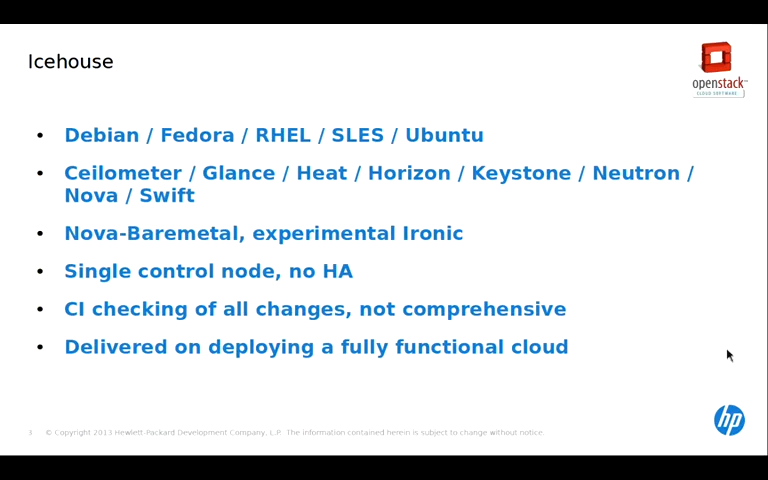 Icehouse
openstack™
CLOUD SOFTWARE
• Debian / Fedora / RHEL / SLES / Ubuntu
• Ceilometer / Glance / Heat / Horizon / Keystone / Neutron /
Nova / Swift
• Nova-Baremetal, experimental Ironic
• Single control node, no HA
• CI checking of all changes, not comprehensive
• Delivered on deploying a fully functional cloud
3 © Copyright 2013 Hewlett-Packard Development Company, L.P. The information contained herein is subject to change without notice.
hp